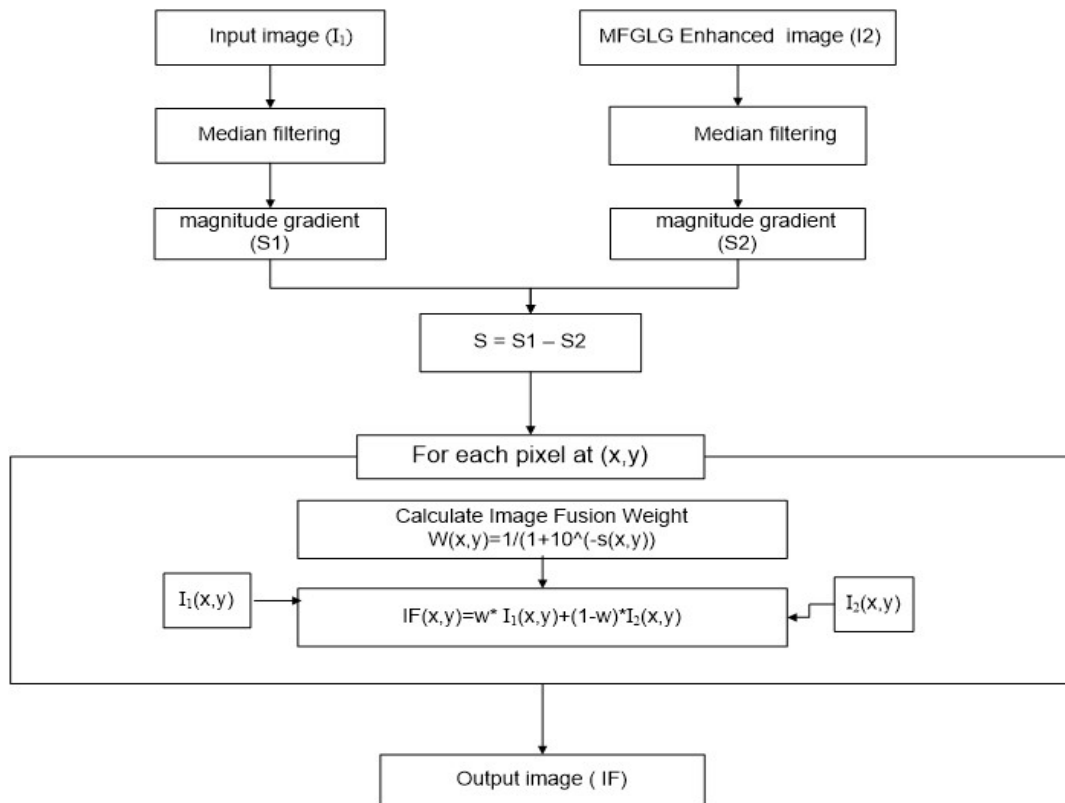 Input image (I₁)
MFGLG Enhanced image (I2)
Median filtering
Median filtering
magnitude gradient
(S1)
magnitude gradient
(S2)
S = S1 – S2
For each pixel at (x,y)
Calculate Image Fusion Weight
W(x,y)=1/(1+10^(-s(x,y))
I₁(x,y)
IF(x,y)=w* I₁(x,y)+(1-w)*I₂(x,y)
I₂(x,y)
Output image ( IF)